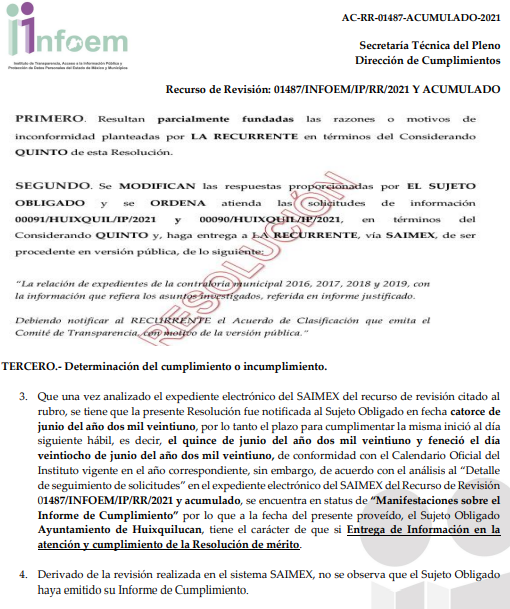 infoem
Instituto de Transparencia, Acceso a la Información Pública y
Protección de Datos Personales del Estado de México y Municipios
AC-RR-01487-ACUMULADO-2021
Secretaría Técnica del Pleno
Dirección de Cumplimientos
Recurso de Revisión: 01487/INFOEM/IP/RR/2021 Y ACUMULADO
PRIMERO. Resultan parcialmente fundadas las razones o motivos de
inconformidad planteadas por LA RECURRENTE en términos del Considerando
QUINTO de esta Resolución.
SEGUNDO. Se MODIFICAN las respuestas proporcionadas por EL SUJETO
OBLIGADO y se ORDENA atienda las solicitudes de información
00091/HUIXQUIL/IP/2021 y 00090/HUIXQUIL/IP/2021, en términos del
Considerando QUINTO y, haga entrega a LA RECURRENTE, vía SAIMEX, de ser
procedente en versión pública, de lo siguiente:
RESOLUCIÓN
"La relación de expedientes de la contraloría municipal 2016, 2017, 2018 y 2019, con
la información que refiera los asuntos investigados, referida en informe justificado.
Debiendo notificar al RECURRENTE el Acuerdo de Clasificación que emita el
Comité de Transparencia, con motivo de la versión pública."
TERCERO.- Determinación del cumplimiento o incumplimiento.
3. Que una vez analizado el expediente electrónico del SAIMEX del recurso de revisión citado al
rubro, se tiene que la presente Resolución fue notificada al Sujeto Obligado en fecha catorce de
junio del años dos mil veintiuno, por lo tanto el plazo para cumplimentar la misma inició al día
siguiente hábil, es decir, el quince de junio del año dos mil veintiuno y feneció el día
veintiocho de junio del años dos mil veintiuno, de conformidad con el Calendario Oficial del
Instituto vigente en el año correspondiente, sin embargo, de acuerdo con el análisis al "Detalle
de seguimiento de solicitudes" en el expediente electrónico del SAIMEX del Recurso de Revisión
01487/INFOEM/IP/RR/2021 y acumulado, se encuentra en status de "Manifestaciones sobre el
Informe de Cumplimiento" por lo que a la fecha del presente proveído, el Sujeto Obligado
Ayuntamiento de Huixquilucan, tiene el carácter de que si Entrega de Información en la
atención y cumplimiento de la Resolución de mérito.
4. Derivado de la revisión realizada en el sistema SAIMEX, no se observa que el Sujeto Obligado
haya emitido su Informe de Cumplimiento.